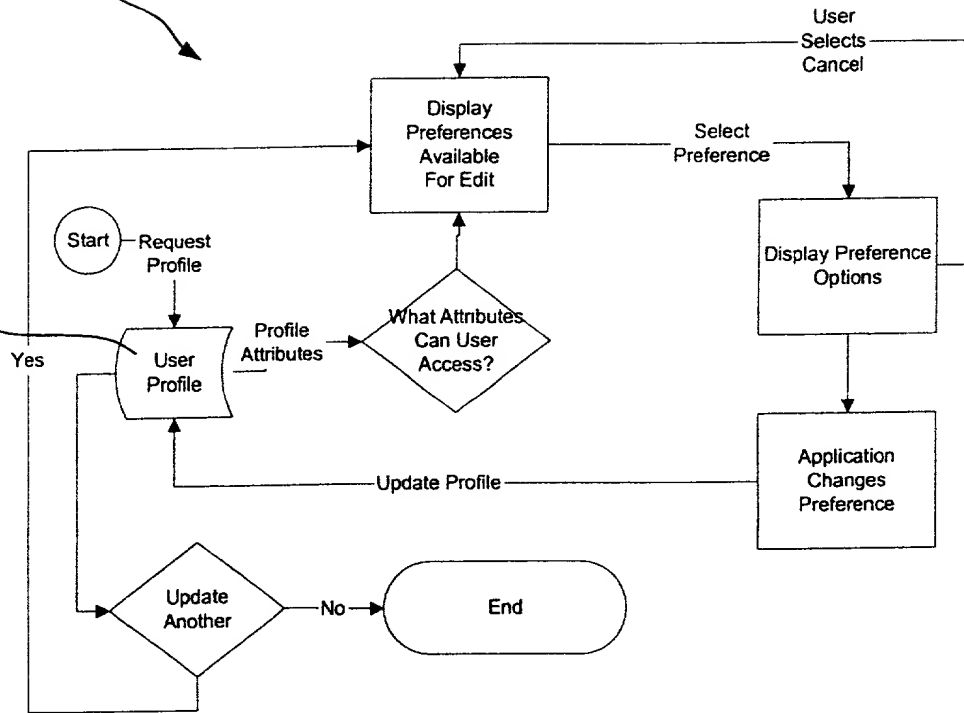 User
Selects
Cancel
Display
Preferences
Available
For Edit
Select
Preference
Start
Request
Profile
Display Preference
Options
What Attributes
Can User
Access?
Profile
Attributes
Yes
User
Profile
Application
Changes
Preference
Update Profile
Update
Another
No
End